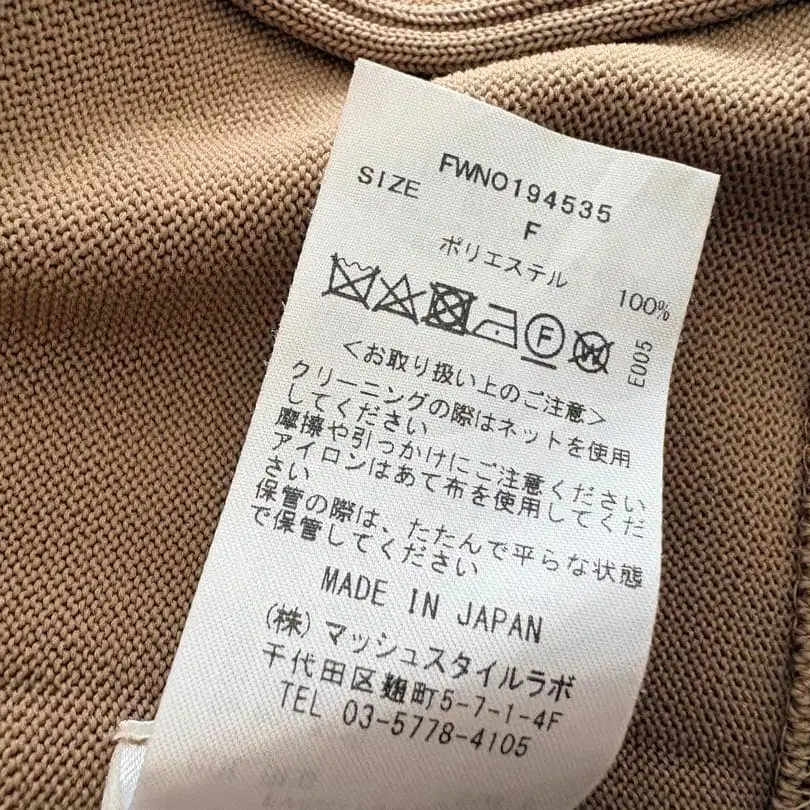 FWNO194535
SIZE
F
ポリエステル 100%
F
W
E005
<お取り扱い上のご注意>
クリーニングの際はネットを使用
してください
摩擦や引っかけにご注意ください
アイロンはあて布を使用してくだ
さい
保管の際は、たたんで平らな状態
で保管してください
MADE IN JAPAN
(株) マッシュスタイルラボ
千代田区麹町5-7-1-4F
TEL 03-5778-4105